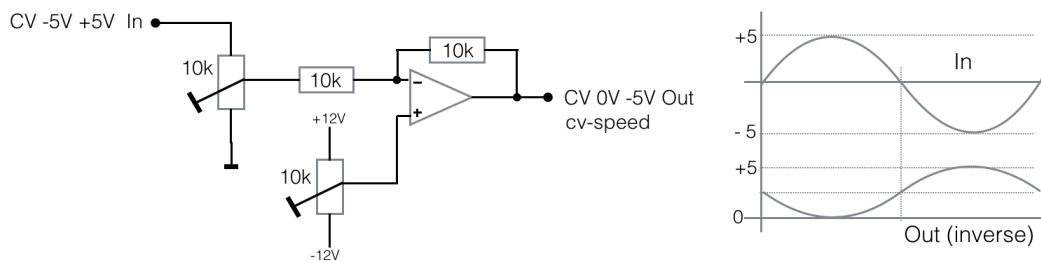 CV -5V +5V In
10k
10k
10k
-
+
CV 0V -5V Out
cv-speed
+12V
10k
-12V
+5
In
- 5
+5
0
Out (inverse)